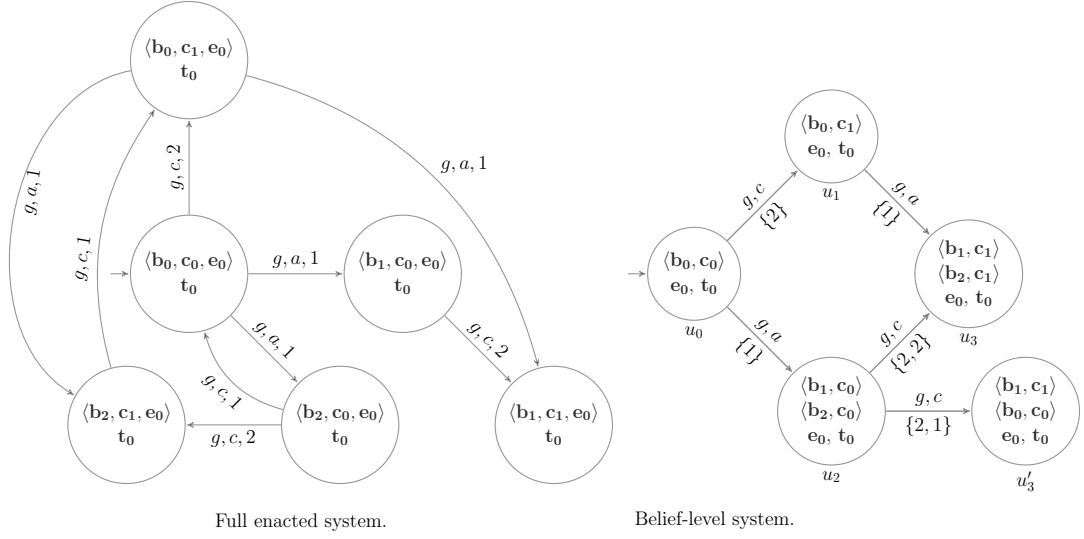 ⟨b₀, c₁, e₀⟩
t₀
g, a, 1
g, c, 1
g, c, 2
g, a, 1
⟨b₀, c₀, e₀⟩
t₀
g, a, 1
⟨b₁, c₀, e₀⟩
t₀
g, a, 1
g, c, 1
g, c, 2
⟨b₂, c₁, e₀⟩
t₀
g, c, 2
⟨b₂, c₀, e₀⟩
t₀
⟨b₁, c₁, e₀⟩
t₀
Full enacted system.
⟨b₀, c₁⟩
e₀, t₀
u₁
g, c
{2}
g, a
{1}
⟨b₀, c₀⟩
e₀, t₀
u₀
⟨b₁, c₁⟩
⟨b₂, c₁⟩
e₀, t₀
u₃
g, a
{1}
g, c
{2, 2}
⟨b₁, c₀⟩
⟨b₂, c₀⟩
e₀, t₀
u₂
g, c
{2, 1}
⟨b₁, c₁⟩
⟨b₀, c₀⟩
e₀, t₀
u₃′
Belief-level system.